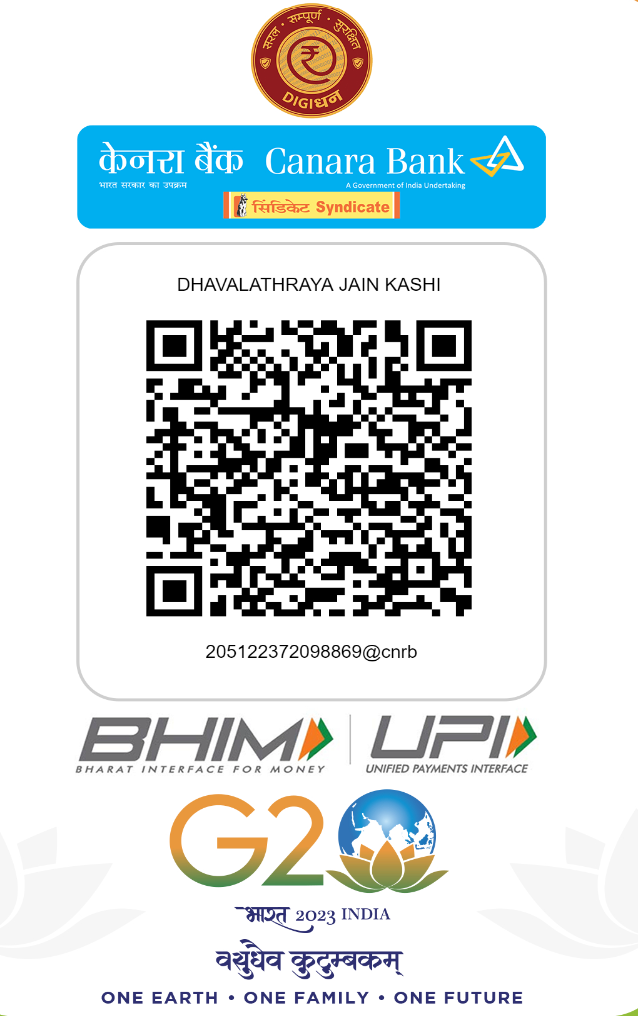 सरल • सम्पूर्ण • सुरक्षित
DIGIधन
केनरा बैंक Canara Bank
भारत सरकार का उपक्रम A Government of India Undertaking
सिंडिकेट Syndicate
DHAVALATHRAYA JAIN KASHI
205122372098869@cnrb
BHIM UPI
BHARAT INTERFACE FOR MONEY UNIFIED PAYMENTS INTERFACE
G20
भारत 2023 INDIA
वसुधैव कुटुम्बकम्
ONE EARTH • ONE FAMILY • ONE FUTURE